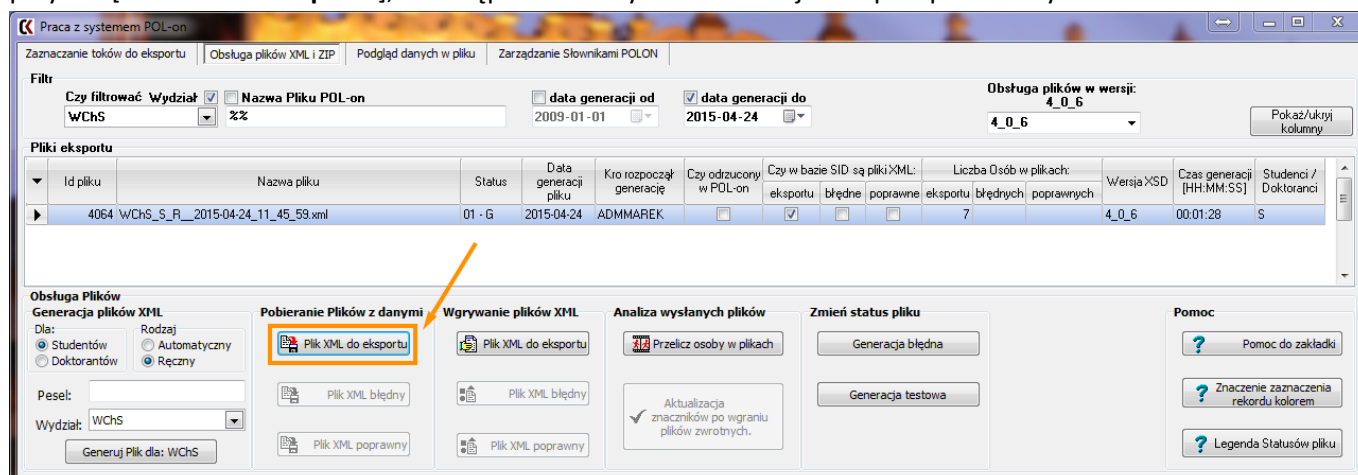 Praca z systemem POL-on
Zaznaczanie toków do eksportu Obsługa plików XML i ZIP Podgląd danych w pliku Zarządzanie Słownikami POLON
Filtr
Czy filtrować Wydział Nazwa Pliku POL-on data generacji od data generacji do Obsługa plików w wersji:
4_0_6
WChS %% 2009-01-01 2015-04-24 4_0_6 Pokaż/ukryj kolumny
Pliki eksportu
Id pliku Nazwa pliku Status Data generacji pliku Kro rozpoczął generację Czy odrzucony w POL-on Czy w bazie SID są pliki XML: eksportu błędne poprawne Liczba Osób w plikach: eksportu błędnych poprawnych Wersja XSD Czas generacji [HH:MM:SS] Studenci / Doktoranci
4064 WChS_S_R__2015-04-24_11_45_59.xml 01 - G 2015-04-24 ADMMAREK 7 4_0_6 00:01:28 S
Obsługa Plików
Generacja plików XML Pobieranie Plików z danymi Wgrywanie plików XML Analiza wysłanych plików Zmień status pliku Pomoc
Dla: Rodzaj
Studentów Automatyczny Plik XML do eksportu Plik XML do eksportu Przelicz osoby w plikach Generacja błędna Pomoc do zakładki
Doktorantów Ręczny
Pesel: Plik XML błędny Plik XML błędny Aktualizacja znaczników po wgraniu plików zwrotnych. Generacja testowa Znaczenie zaznaczenia rekordu kolorem
Wydział: WChS
Generuj Plik dla: WChS Plik XML poprawny Plik XML poprawny Legenda Statusów pliku